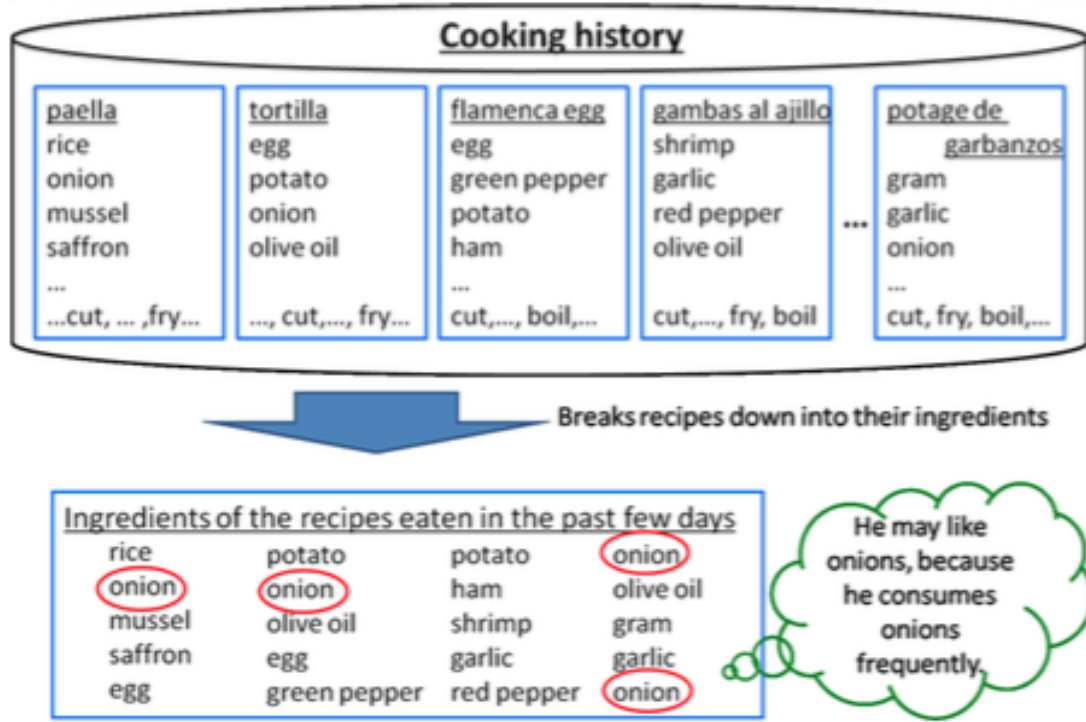 Cooking history
paella
rice
onion
mussel
saffron
...
...cut, ... ,fry...
tortilla
egg
potato
onion
olive oil
..., cut,..., fry...
flamenca egg
egg
green pepper
potato
ham
...
cut,..., boil,...
gambas al ajillo
shrimp
garlic
red pepper
olive oil
cut,..., fry, boil
...
potage de
garbanzos
gram
garlic
onion
...
cut, fry, boil,...
Breaks recipes down into their ingredients
Ingredients of the recipes eaten in the past few days
rice
onion
mussel
saffron
egg
potato
onion
olive oil
egg
green pepper
potato
ham
shrimp
garlic
red pepper
onion
olive oil
gram
garlic
onion
He may like
onions, because
he consumes
onions
frequently.